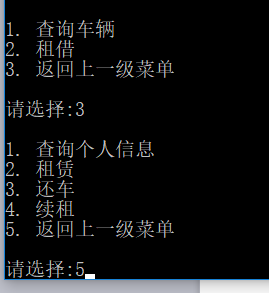 1. 查询车辆
2. 租借
3. 返回上一级菜单
请选择:3
1. 查询个人信息
2. 租赁
3. 还车
4. 续租
5. 返回上一级菜单
请选择:5